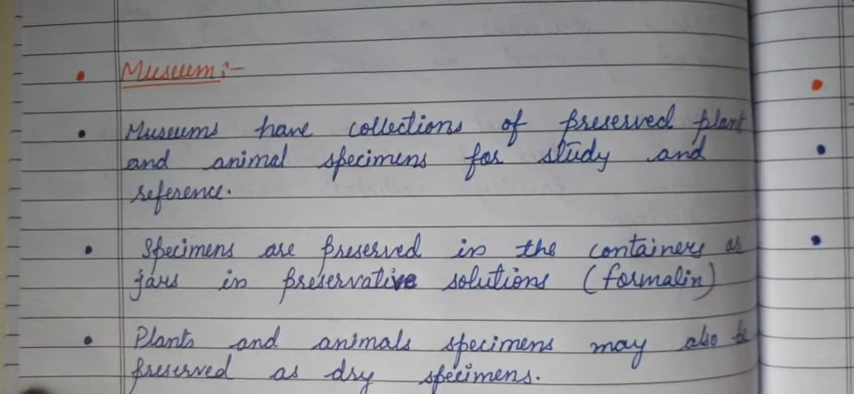 • Museum:-
• Museums have collections of preserved plant
and animal specimens for study and
reference.
• Specimens are preserved in the containers or
jars in preservative solutions (formalin)
• Plants and animals specimens may also be
preserved as dry specimens.